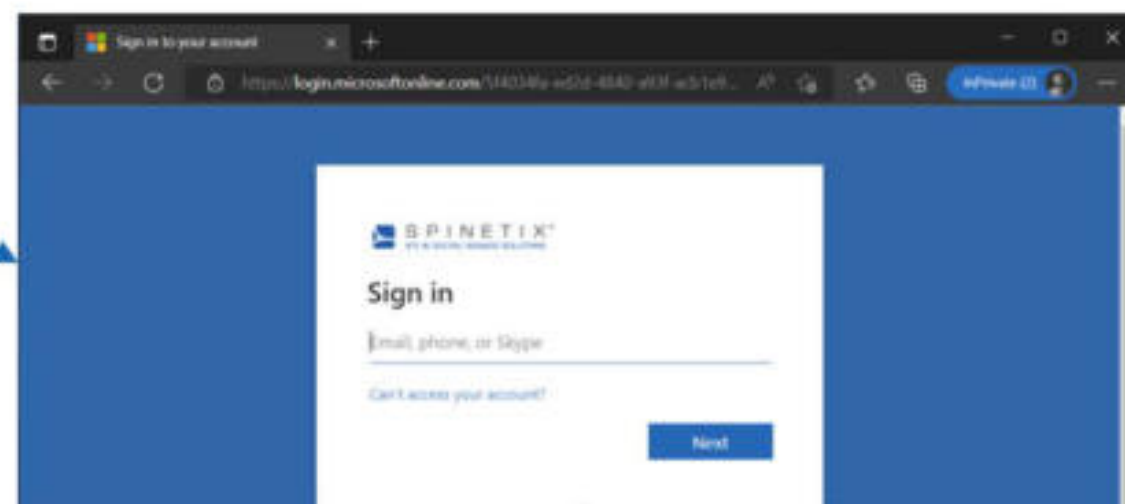 Sign in to your account
https://login.microsoftonline.com/
InPrivate (2)
SPINETIX
Sign in
Email, phone, or Skype
Can't access your account?
Next